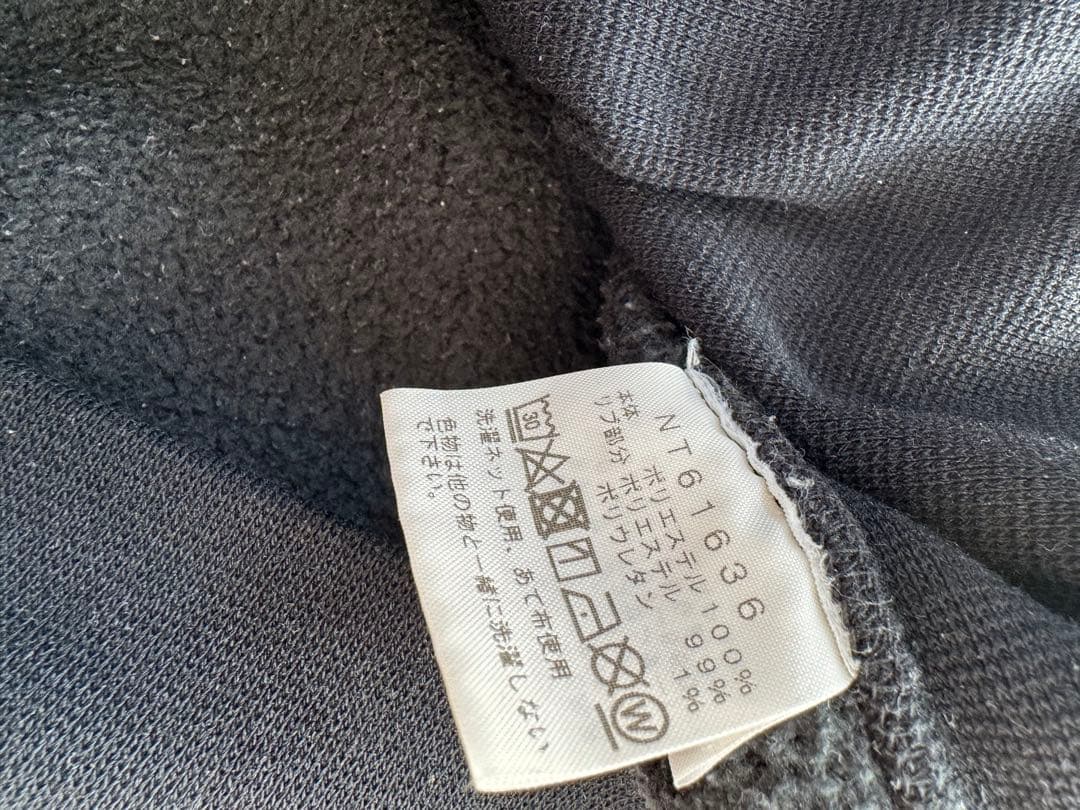 NT61636
本体 ポリエステル 100%
リブ部分 ポリエステル 99%
ポリウレタン 1%
30
W
洗濯ネット使用、あて布使用
色物は他の物と一緒に洗濯しない
で下さい。